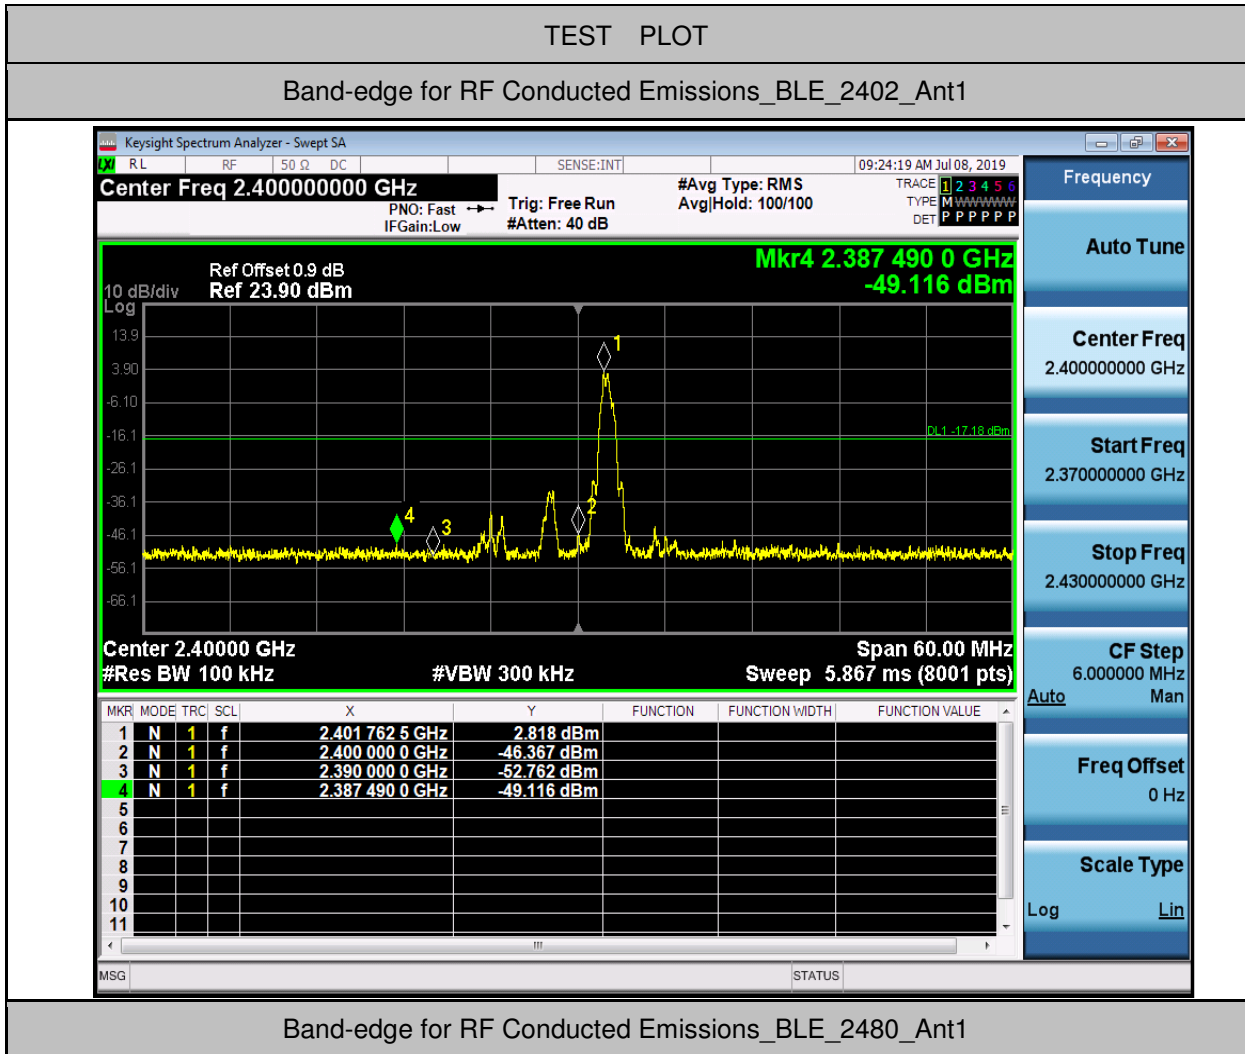 TEST PLOT
Band-edge for RF Conducted Emissions_BLE_2402_Ant1
Keysight Spectrum Analyzer - Swept SA
LXI RL RF 50 Ω DC SENSE:INT 09:24:19 AM Jul 08, 2019
Center Freq 2.400000000 GHz
PNO: Fast
IFGain:Low
Trig: Free Run
#Atten: 40 dB
#Avg Type: RMS
Avg|Hold: 100/100
TRACE 1 2 3 4 5 6
TYPE M WWWWW
DET P P P P P P
Ref Offset 0.9 dB
10 dB/div Ref 23.90 dBm
Log
Mkr4 2.387 490 0 GHz
-49.116 dBm
13.9
3.90
-6.10
-16.1
-26.1
-36.1
-46.1
-56.1
-66.1
1
DL1 -17.18 dBm
2
4
3
Center 2.40000 GHz Span 60.00 MHz
#Res BW 100 kHz #VBW 300 kHz Sweep 5.867 ms (8001 pts)
MKR MODE TRC SCL X Y FUNCTION FUNCTION WIDTH FUNCTION VALUE
1 N 1 f 2.401 762 5 GHz 2.818 dBm
2 N 1 f 2.400 000 0 GHz -46.367 dBm
3 N 1 f 2.390 000 0 GHz -52.762 dBm
4 N 1 f 2.387 490 0 GHz -49.116 dBm
5
6
7
8
9
10
11
MSG STATUS
Frequency
Auto Tune
Center Freq
2.400000000 GHz
Start Freq
2.370000000 GHz
Stop Freq
2.430000000 GHz
CF Step
6.000000 MHz
Auto Man
Freq Offset
0 Hz
Scale Type
Log Lin
Band-edge for RF Conducted Emissions_BLE_2480_Ant1